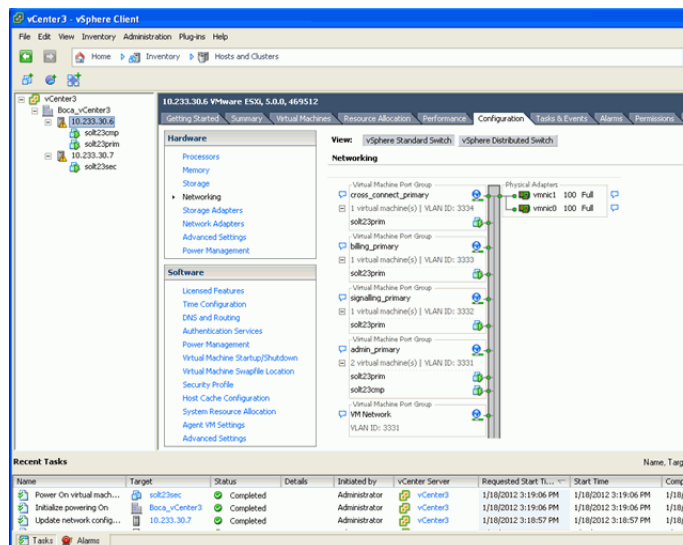 vCenter3 - vSphere Client
File Edit View Inventory Administration Plug-ins Help
Home Inventory Hosts and Clusters
vCenter3
Boca_vCenter3
10.233.30.6
solt23cmp
solt23prim
10.233.30.7
solt23sec
10.233.30.6 VMware ESXi, 5.0.0, 469512
Getting Started Summary Virtual Machines Resource Allocation Performance Configuration Tasks & Events Alarms Permissions
Hardware
Processors
Memory
Storage
Networking
Storage Adapters
Network Adapters
Advanced Settings
Power Management
Software
Licensed Features
Time Configuration
DNS and Routing
Authentication Services
Power Management
Virtual Machine Startup/Shutdown
Virtual Machine Swapfile Location
Security Profile
Host Cache Configuration
System Resource Allocation
Agent VM Settings
Advanced Settings
View: vSphere Standard Switch vSphere Distributed Switch
Networking
Virtual Machine Port Group
cross_connect_primary
1 virtual machine(s) | VLAN ID: 3334
solt23prim
Virtual Machine Port Group
billing_primary
1 virtual machine(s) | VLAN ID: 3333
solt23prim
Virtual Machine Port Group
signalling_primary
1 virtual machine(s) | VLAN ID: 3332
solt23prim
Virtual Machine Port Group
admin_primary
2 virtual machine(s) | VLAN ID: 3331
solt23prim
solt23cmp
Virtual Machine Port Group
VM Network
VLAN ID: 3331
Physical Adapters
vmnic1 100 Full
vmnic0 100 Full
Recent Tasks
Name, Targ
Name Target Status Details Initiated by vCenter Server Requested Start Ti... Start Time Comp
Power On virtual mach... solt23sec Completed Administrator vCenter3 1/18/2012 3:19:06 PM 1/18/2012 3:19:06 PM 1/18/
Initialize powering On Boca_vCenter3 Completed Administrator vCenter3 1/18/2012 3:19:06 PM 1/18/2012 3:19:06 PM 1/18/
Update network config... 10.233.30.7 Completed Administrator vCenter3 1/18/2012 3:18:57 PM 1/18/2012 3:18:57 PM 1/18/
Tasks Alarms